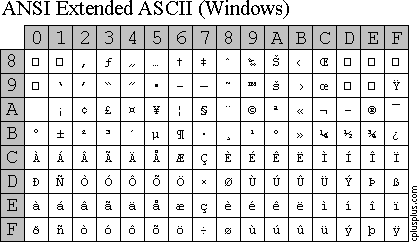 ANSI Extended ASCII (Windows)
0 1 2 3 4 5 6 7 8 9 A B C D E F
8 □ □ ‚ ƒ „ … † ‡ ˆ ‰ Š ‹ Œ □ □ □
9 □ ‘ ’ “ ” • – — ˜ ™ š › œ □ □ Ÿ
A ¡ ¢ £ ¤ ¥ ¦ § ¨ © ª « ¬ - ® ¯
B ° ± ² ³ ´ µ ¶ · ¸ ¹ º » ¼ ½ ¾ ¿
C À Á Â Ã Ä Å Æ Ç È É Ê Ë Ì Í Î Ï
D Ð Ñ Ò Ó Ô Õ Ö × Ø Ù Ú Û Ü Ý Þ ß
E à á â ã ä å æ ç è é ê ë ì í î ï
F ð ñ ò ó ô õ ö ÷ ø ù ú û ü ý þ ÿ
cplusplus.com